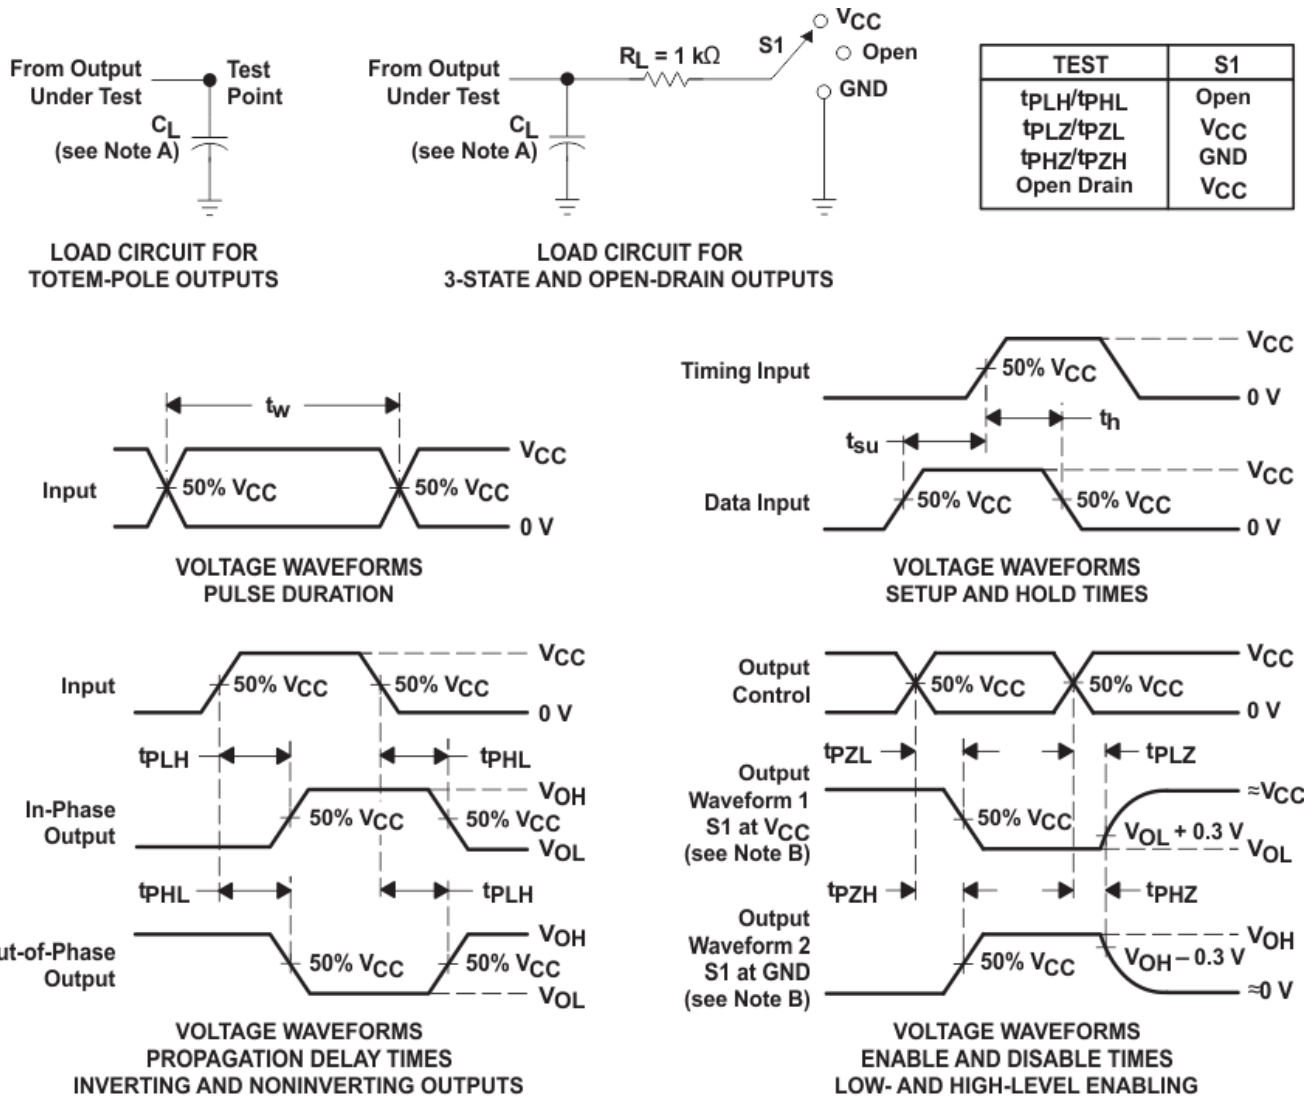 From Output
Under Test
Test
Point
CL
(see Note A)
LOAD CIRCUIT FOR
TOTEM-POLE OUTPUTS
From Output
Under Test
RL = 1 kΩ
S1
VCC
Open
GND
CL
(see Note A)
LOAD CIRCUIT FOR
3-STATE AND OPEN-DRAIN OUTPUTS
TEST S1
tPLH/tPHL Open
tPLZ/tPZL VCC
tPHZ/tPZH GND
Open Drain VCC
tw
Input
50% VCC
50% VCC
VCC
0 V
VOLTAGE WAVEFORMS
PULSE DURATION
Timing Input
50% VCC
VCC
0 V
th
tsu
Data Input
50% VCC
50% VCC
VCC
0 V
VOLTAGE WAVEFORMS
SETUP AND HOLD TIMES
Input
50% VCC
50% VCC
VCC
0 V
tPLH
tPHL
In-Phase
Output
50% VCC
50% VCC
VOH
VOL
tPHL
tPLH
ut-of-Phase
Output
50% VCC
50% VCC
VOH
VOL
VOLTAGE WAVEFORMS
PROPAGATION DELAY TIMES
INVERTING AND NONINVERTING OUTPUTS
Output
Control
50% VCC
50% VCC
VCC
0 V
tPZL
tPLZ
Output
Waveform 1
S1 at VCC
(see Note B)
50% VCC
VOL + 0.3 V
≈VCC
VOL
tPZH
tPHZ
Output
Waveform 2
S1 at GND
(see Note B)
50% VCC
VOH − 0.3 V
VOH
≈0 V
VOLTAGE WAVEFORMS
ENABLE AND DISABLE TIMES
LOW- AND HIGH-LEVEL ENABLING